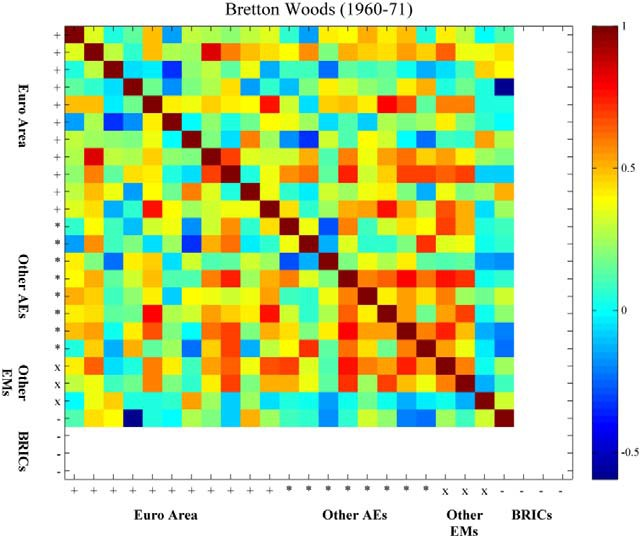 Bretton Woods (1960-71)
Euro Area
Other AEs
Other
EMs
BRICs
+
+
+
+
+
+
+
+
+
+
+
*
*
*
*
*
*
*
*
x
x
x
-
-
-
-
+ + + + + + + + + + + * * * * * * * * x x x - - - -
Euro Area Other AEs Other BRICs
EMs
1
0.5
0
-0.5